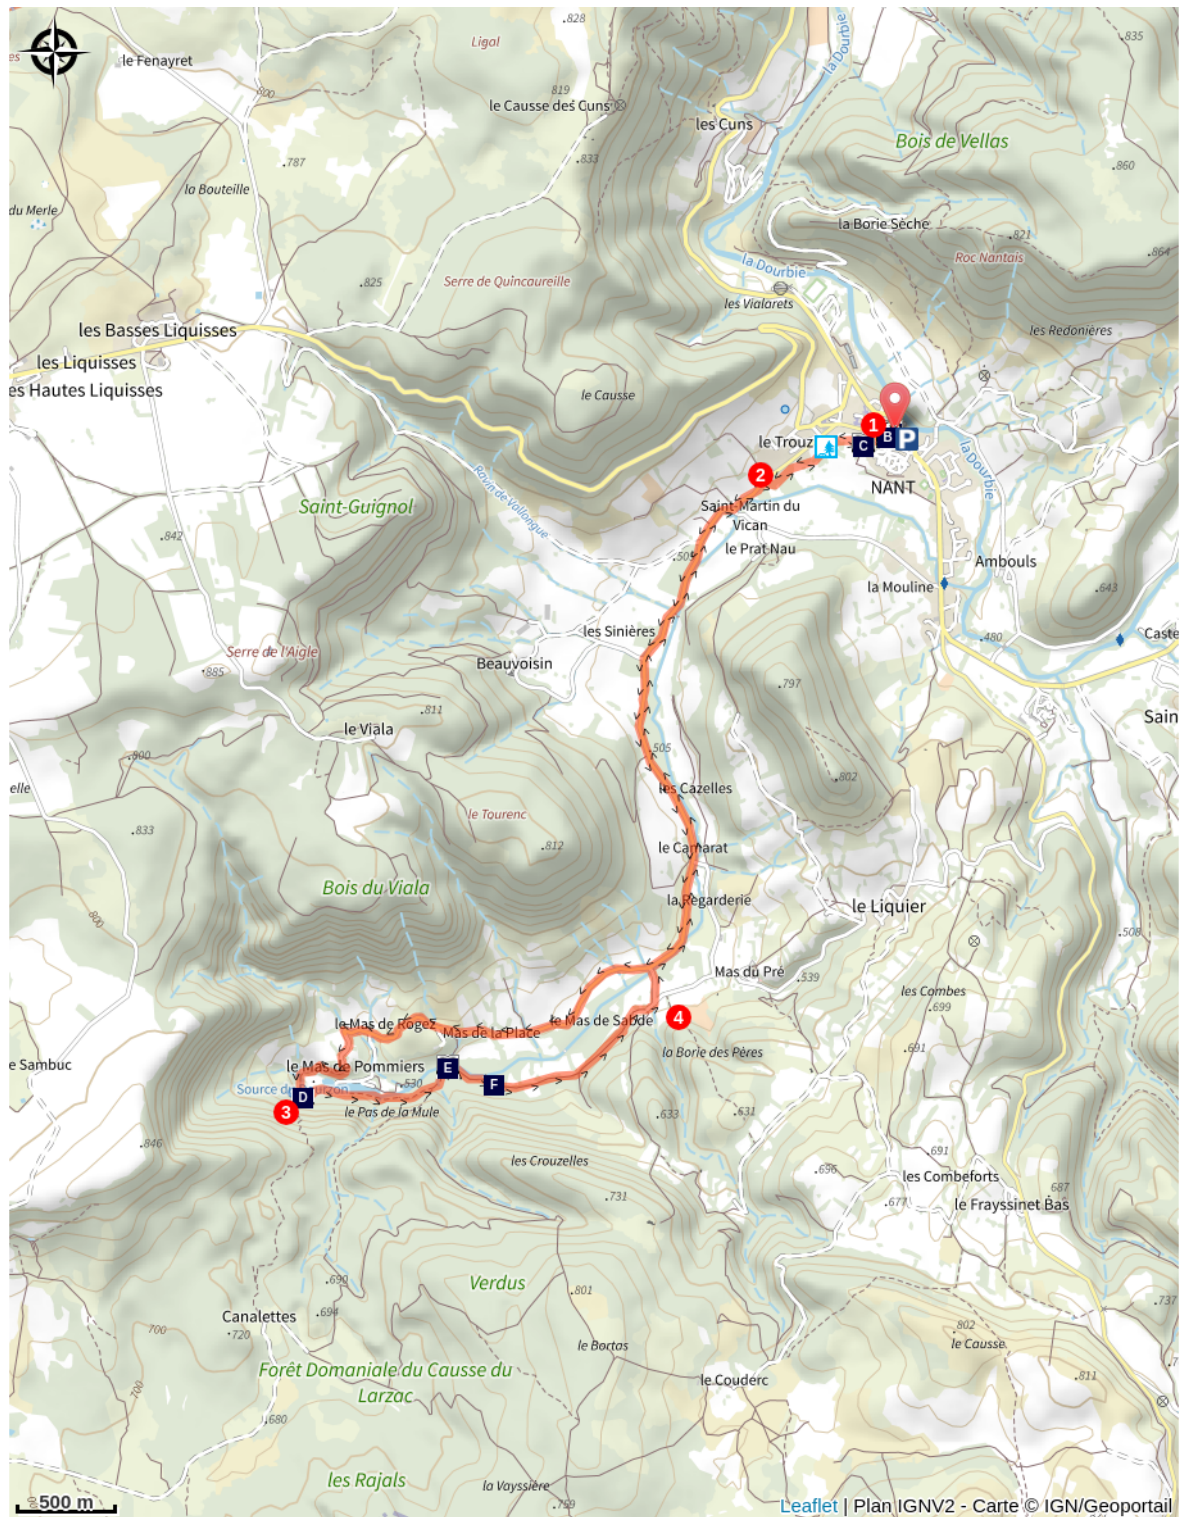 la Dourbie
.828
.835
Ligal
le Fenayret
800
819
le Causse des Cuns
les Cuns
Bois de Vellas
.787
.833
.860
la Bouteille
du Merle
la Borie Sèche
.821
.864
la Dourbie
Roc Nantais
.825
Serre de Quincaureille
les Vialarets
les Basses Liquisses
les Redonières
les Liquisses
es Hautes Liquisses
le Causse
1
B
P
C
le Trouz
la Dourbie
2
NANT
Ravin de Vallongue
Saint-Guignol
Saint-Martin du
Vican
.842
le Prat Nau
.509
Ambouls
la Mouline
.643
les Sinières
.480
Caste
Serre de l'Aigle
Beauvoisin
.885
.797
.811
Sain
le Viala
.800
.505
.802
elle
les Cazelles
le Tourenc
.833
.812
le Camarat
Bois du Viala
la Regarderie
le Liquier
800
.508
Mas du Pré
.539
les Combes
.699
le Mas de Rogez
Mas de la Place
le Mas de Sabde
4
.691
la Borie des Pères
e Sambuc
le Mas de Pommiers
E
F
.530
D
3
le Pas de la Mule
.633
.631
.846
les Crouzelles
.691
.696
les Combeforts
.731
.677
687
le Frayssinet Bas
.690
Verdus
.801
.737
Canalettes
.694
700
.720
802
le Causse
les Bortas
Forêt Domaniale du Causse du
Larzac
le Couderc
.811
700
.680
les Rajals
la Vayssière
.759
500 m
Leaflet | Plan IGNV2 - Carte © IGN/Geoportail